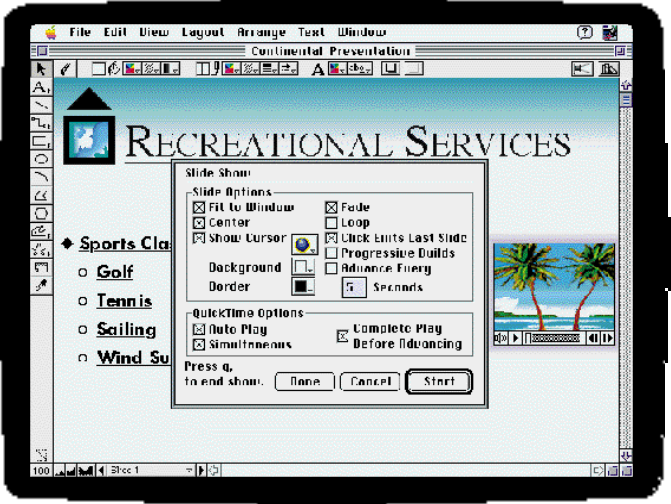 File Edit View Layout Arrange Text Window
Continental Presentation
A abc
A
RECREATIONAL SERVICES
Slide Show
Slide Options
Fit to Window
Fade
Center
Loop
Show Cursor
Click Exits Last Slide
Progressive Builds
Background
Advance Every
Border
5 Seconds
Sports Cla
Golf
Tennis
Sailing
Wind Su
QuickTime Options
Auto Play
Simultaneous
Complete Play
Before Advancing
Press q,
to end show.
Done Cancel Start
100
Slide 1